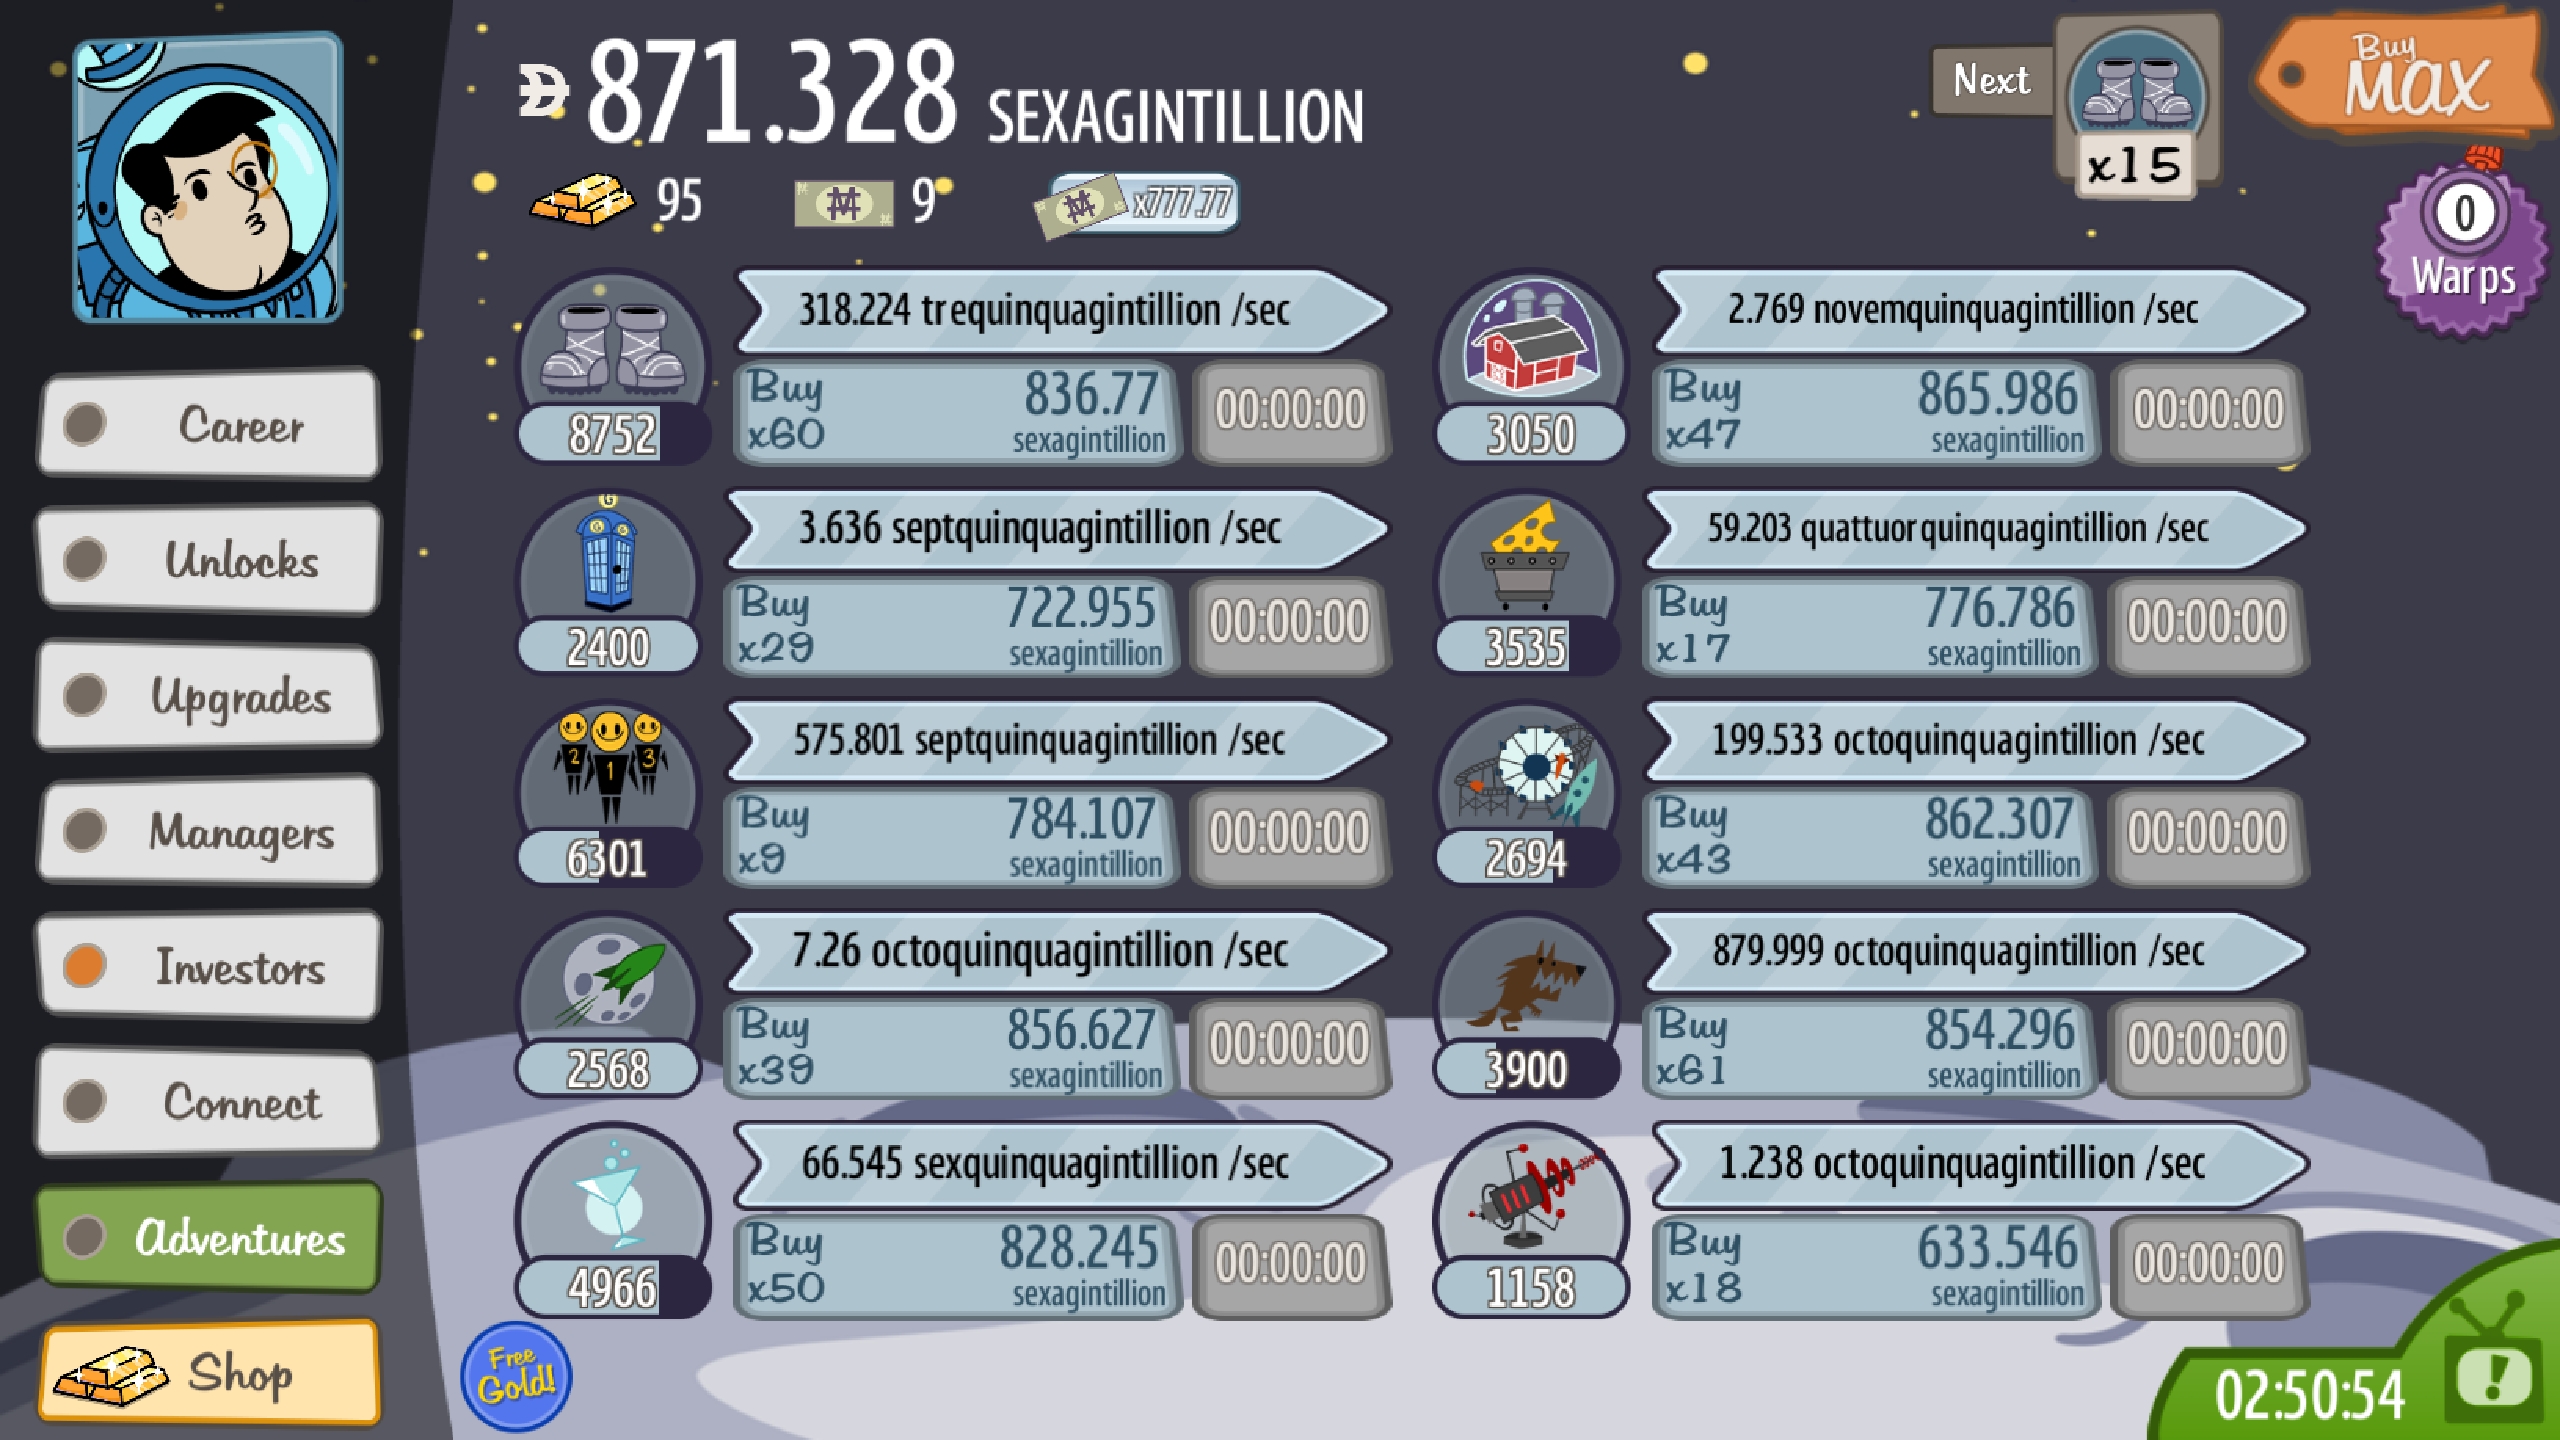 871.328 SEXAGINTILLION
95
9
x777.77
Next
x15
Buy
MAX
0
Warps
Career
Unlocks
Upgrades
Managers
Investors
Connect
Adventures
Shop
318.224 trequinquagintillion /sec
8752
Buy
x60
836.77
sexagintillion
00:00:00
2.769 novemquinquagintillion /sec
3050
Buy
x47
865.986
sexagintillion
00:00:00
G
3.636 septquinquagintillion /sec
2400
Buy
x29
722.955
sexagintillion
00:00:00
59.203 quattuorquinquagintillion /sec
3535
Buy
x17
776.786
sexagintillion
00:00:00
2 1 3
575.801 septquinquagintillion /sec
6301
Buy
x9
784.107
sexagintillion
00:00:00
199.533 octoquinquagintillion /sec
2694
Buy
x43
862.307
sexagintillion
00:00:00
7.26 octoquinquagintillion /sec
2568
Buy
x39
856.627
sexagintillion
00:00:00
879.999 octoquinquagintillion /sec
3900
Buy
x61
854.296
sexagintillion
00:00:00
66.545 sexquinquagintillion /sec
4966
Buy
x50
828.245
sexagintillion
00:00:00
1.238 octoquinquagintillion /sec
1158
Buy
x18
633.546
sexagintillion
00:00:00
Free
Gold!
02:50:54
!